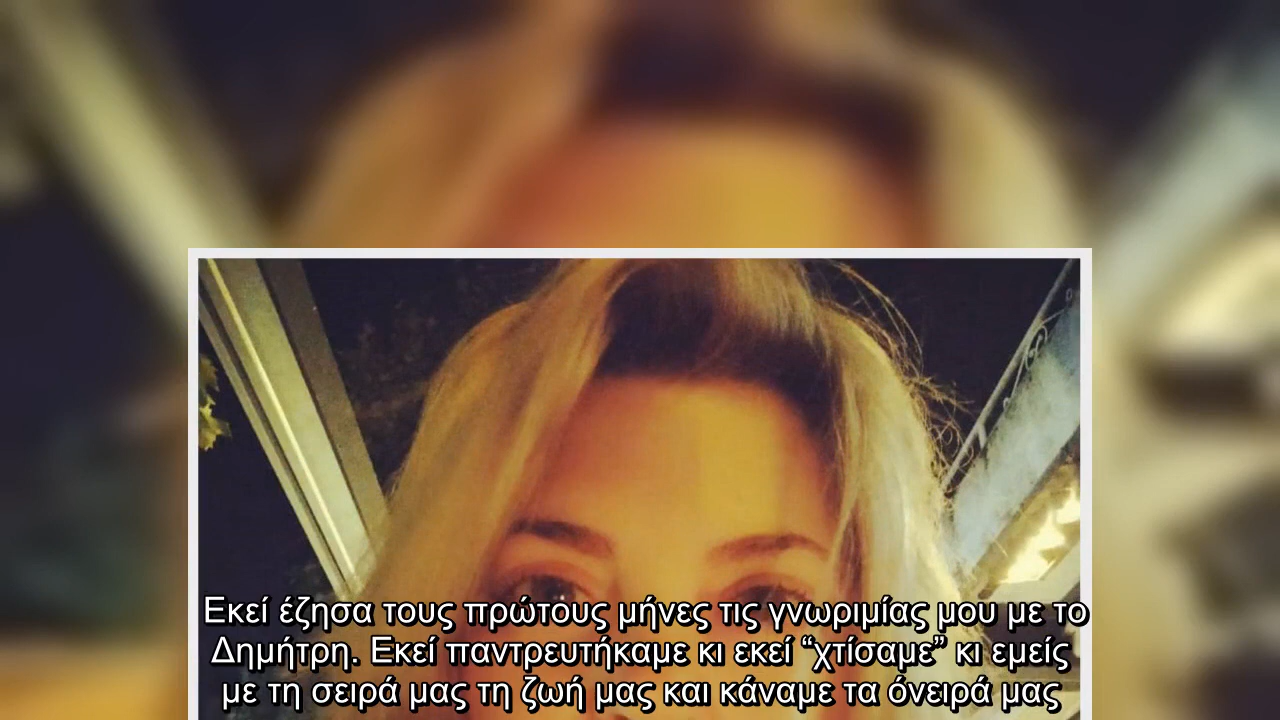 Εκεί έζησα τους πρώτους μήνες τις γνωριμίας μου με το
Δημήτρη. Εκεί παντρευτήκαμε κι εκεί “χτίσαμε” κι εμείς
με τη σειρά μας τη ζωή μας και κάναμε τα όνειρά μας